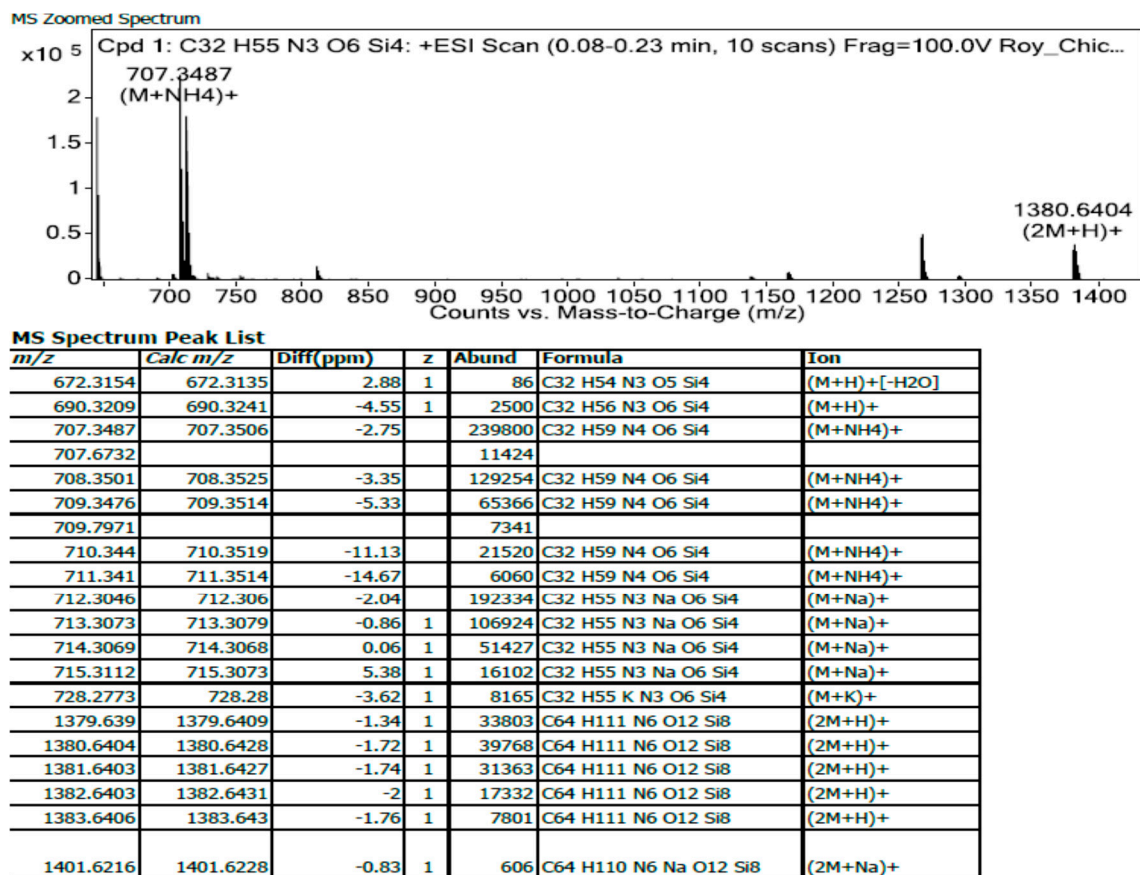 MS Zoomed Spectrum
x10 5 Cpd 1: C32 H55 N3 O6 Si4: +ESI Scan (0.08-0.23 min, 10 scans) Frag=100.0V Roy_Chic...
707.3487
(M+NH4)+
2
1.5
1
1380.6404
0.5
(2M+H)+
0
700 750 800 850 900 950 1000 1050 1100 1150 1200 1250 1300 1350 1400
Counts vs. Mass-to-Charge (m/z)
MS Spectrum Peak List
m/z Calc m/z Diff(ppm) z Abund Formula Ion
672.3154 672.3135 2.88 1 86 C32 H54 N3 O5 Si4 (M+H)+[-H2O]
690.3209 690.3241 -4.55 1 2500 C32 H56 N3 O6 Si4 (M+H)+
707.3487 707.3506 -2.75 239800 C32 H59 N4 O6 Si4 (M+NH4)+
707.6732 11424
708.3501 708.3525 -3.35 129254 C32 H59 N4 O6 Si4 (M+NH4)+
709.3476 709.3514 -5.33 65366 C32 H59 N4 O6 Si4 (M+NH4)+
709.7971 7341
710.344 710.3519 -11.13 21520 C32 H59 N4 O6 Si4 (M+NH4)+
711.341 711.3514 -14.67 6060 C32 H59 N4 O6 Si4 (M+NH4)+
712.3046 712.306 -2.04 192334 C32 H55 N3 Na O6 Si4 (M+Na)+
713.3073 713.3079 -0.86 1 106924 C32 H55 N3 Na O6 Si4 (M+Na)+
714.3069 714.3068 0.06 1 51427 C32 H55 N3 Na O6 Si4 (M+Na)+
715.3112 715.3073 5.38 1 16102 C32 H55 N3 Na O6 Si4 (M+Na)+
728.2773 728.28 -3.62 1 8165 C32 H55 K N3 O6 Si4 (M+K)+
1379.639 1379.6409 -1.34 1 33803 C64 H111 N6 O12 Si8 (2M+H)+
1380.6404 1380.6428 -1.72 1 39768 C64 H111 N6 O12 Si8 (2M+H)+
1381.6403 1381.6427 -1.74 1 31363 C64 H111 N6 O12 Si8 (2M+H)+
1382.6403 1382.6431 -2 1 17332 C64 H111 N6 O12 Si8 (2M+H)+
1383.6406 1383.643 -1.76 1 7801 C64 H111 N6 O12 Si8 (2M+H)+
1401.6216 1401.6228 -0.83 1 606 C64 H110 N6 Na O12 Si8 (2M+Na)+